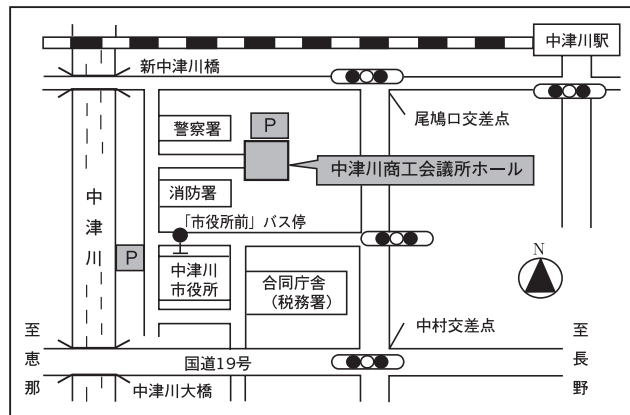 中津川駅
新中津川橋
尾鳩口交差点
警察署
P
中津川商工会議所ホール
消防署
中津川
「市役所前」バス停
P
中津川
市役所
合同庁舎
(税務署)
N
中村交差点
至恵那
至長野
国道19号
中津川大橋